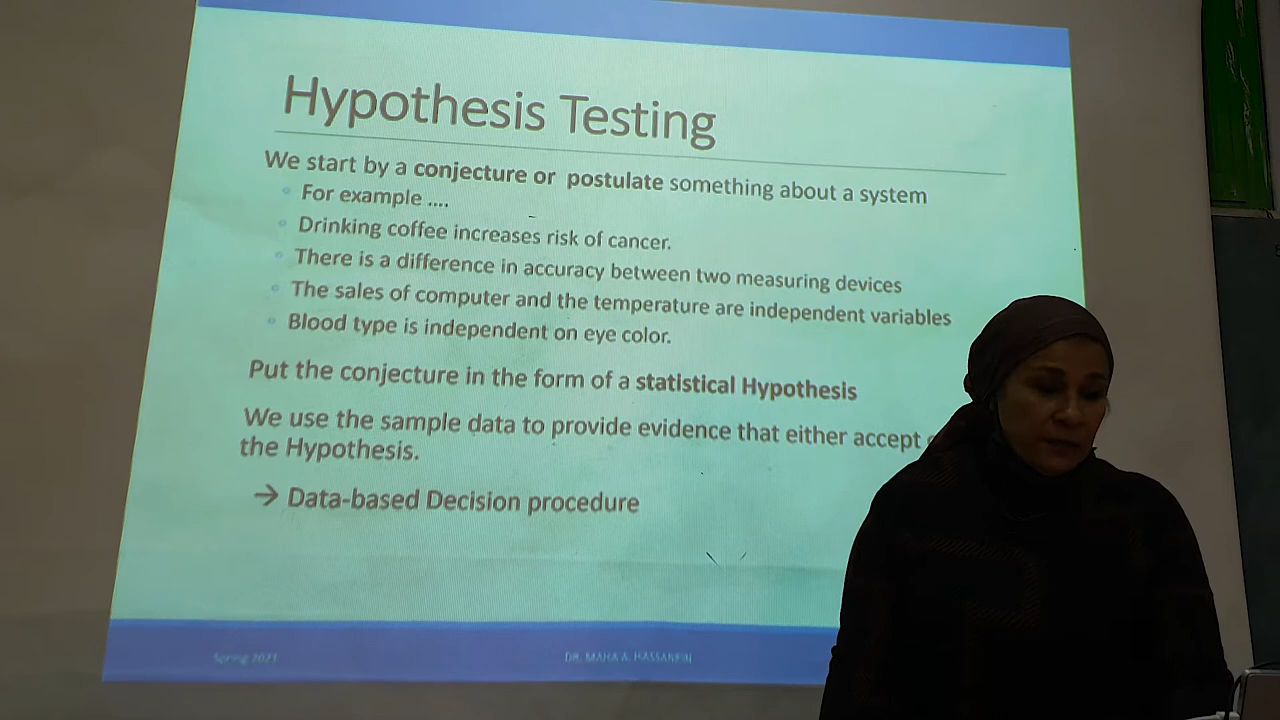 Hypothesis Testing
We start by a conjecture or postulate something about a system
For example ....
Drinking coffee increases risk of cancer.
There is a difference in accuracy between two measuring devices
The sales of computer and the temperature are independent variables
Blood type is independent on eye color.
Put the conjecture in the form of a statistical Hypothesis
We use the sample data to provide evidence that either accept
the Hypothesis.
→ Data-based Decision procedure
Spring 2021
DR. MAHA A. HASSANEIN